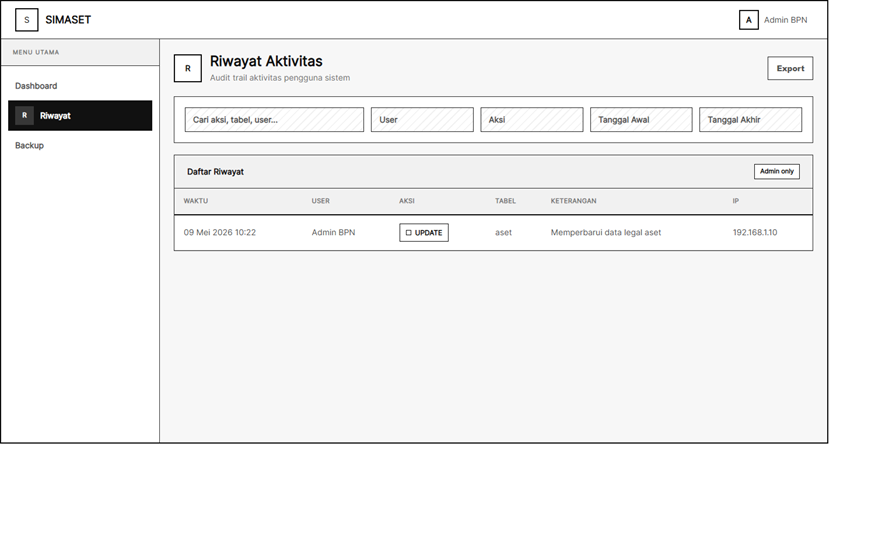 S SIMASET A Admin BPN
MENU UTAMA
Dashboard
R Riwayat
Backup
R Riwayat Aktivitas
Audit trail aktivitas pengguna sistem
Export
Cari aksi, tabel, user... User Aksi Tanggal Awal Tanggal Akhir
Daftar Riwayat Admin only
WAKTU USER AKSI TABEL KETERANGAN IP
09 Mei 2026 10:22 Admin BPN UPDATE aset Memperbarui data legal aset 192.168.1.10